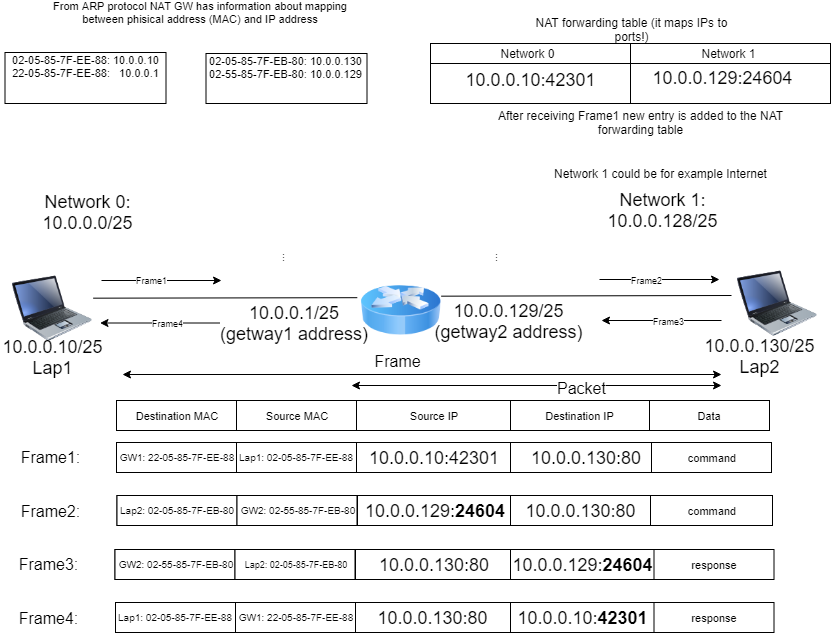 From ARP protocol NAT GW has information about mapping
between phisical address (MAC) and IP address
02-05-85-7F-EE-88: 10.0.0.10
22-05-85-7F-EE-88: 10.0.0.1
02-05-85-7F-EB-80: 10.0.0.130
02-55-85-7F-EB-80: 10.0.0.129
NAT forwarding table (it maps IPs to
ports!)
Network 0 Network 1
10.0.0.10:42301 10.0.0.129:24604
After receiving Frame1 new entry is added to the NAT
forwarding table
Network 1 could be for example Internet
Network 0:
10.0.0.0/25
Network 1:
10.0.0.128/25
Frame1
Frame2
Frame4
Frame3
10.0.0.1/25
(getway1 address)
10.0.0.129/25
(getway2 address)
10.0.0.10/25
Lap1
10.0.0.130/25
Lap2
Frame
Packet
Destination MAC Source MAC Source IP Destination IP Data
Frame1: GW1: 22-05-85-7F-EE-88 Lap1: 02-05-85-7F-EE-88 10.0.0.10:42301 10.0.0.130:80 command
Frame2: Lap2: 02-05-85-7F-EB-80 GW2: 02-55-85-7F-EB-80 10.0.0.129:24604 10.0.0.130:80 command
Frame3: GW2: 02-55-85-7F-EB-80 Lap2: 02-05-85-7F-EB-80 10.0.0.130:80 10.0.0.129:24604 response
Frame4: Lap1: 02-05-85-7F-EE-88 GW1: 22-05-85-7F-EE-88 10.0.0.130:80 10.0.0.10:42301 response